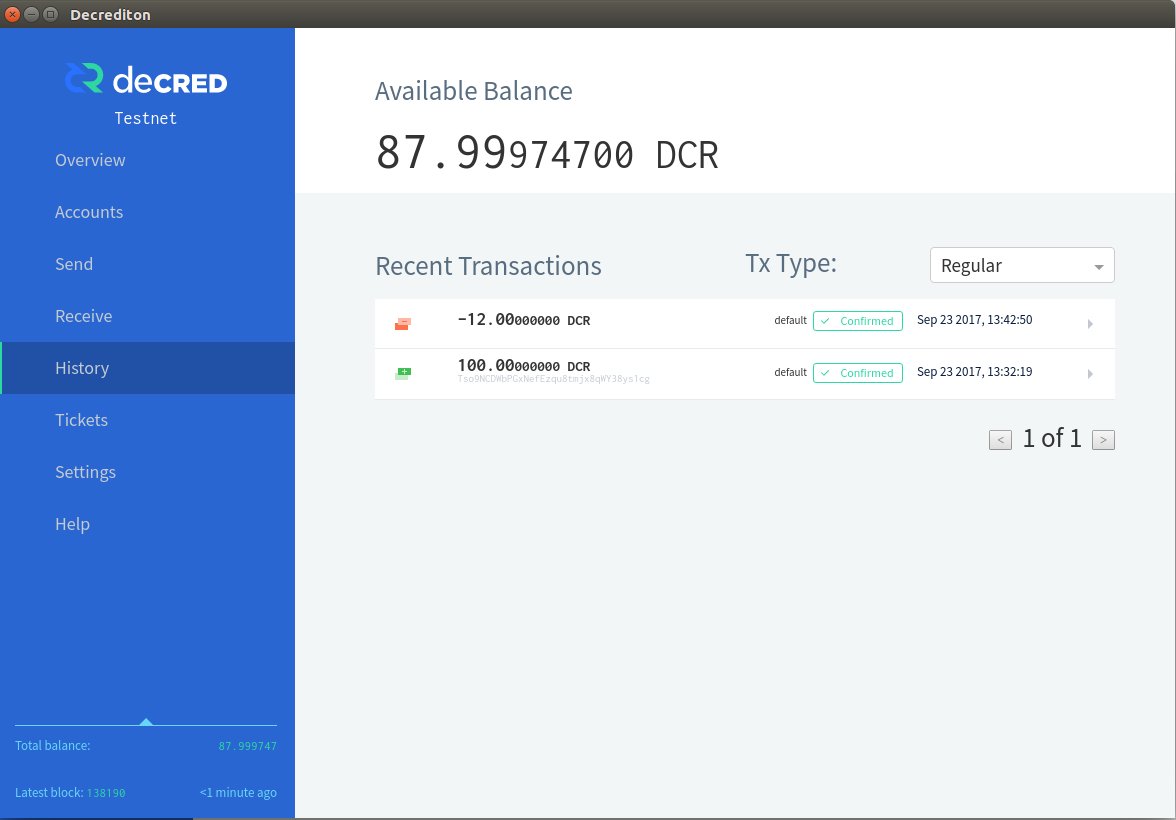 Decrediton
deCRED
Testnet
Overview
Accounts
Send
Receive
History
Tickets
Settings
Help
Total balance: 87.999747
Latest block: 138190 <1 minute ago
Available Balance
87.99974700 DCR
Recent Transactions Tx Type: Regular
-12.00000000 DCR default Confirmed Sep 23 2017, 13:42:50
100.00000000 DCR default Confirmed Sep 23 2017, 13:32:19
< 1 of 1 >